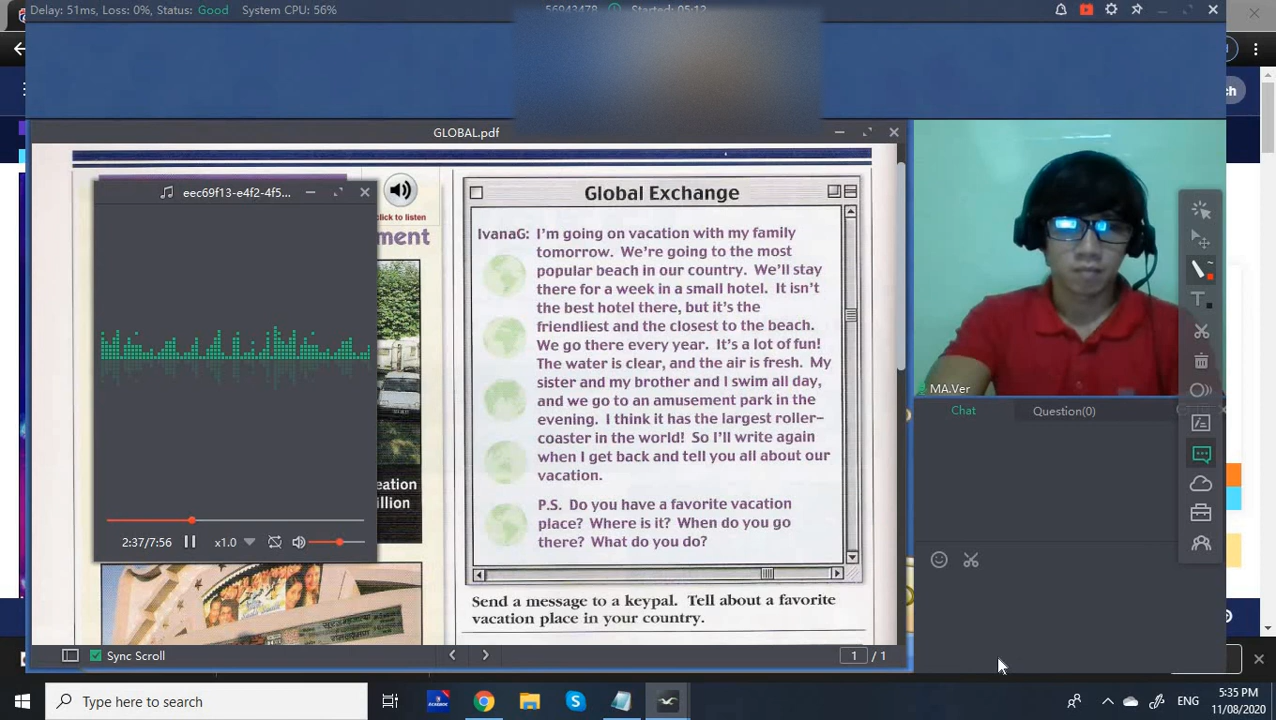 Delay: 51ms, Loss: 0%, Status: Good System CPU: 56%
GLOBAL.pdf
eec69f13-e4f2-4f5...
click to listen
ment
eation
illion
2:37/7:56
x1.0
Global Exchange
IvanaG: I'm going on vacation with my family
tomorrow. We're going to the most
popular beach in our country. We'll stay
there for a week in a small hotel. It isn't
the best hotel there, but it's the
friendliest and the closest to the beach.
We go there every year. It's a lot of fun!
The water is clear, and the air is fresh. My
sister and my brother and I swim all day,
and we go to an amusement park in the
evening. I think it has the largest roller-
coaster in the world! So I'll write again
when I get back and tell you all about our
vacation.
P.S. Do you have a favorite vacation
place? Where is it? When do you go
there? What do you do?
Send a message to a keypal. Tell about a favorite
vacation place in your country.
Sync Scroll
1 / 1
MA.Ver
Chat Question(0)
ch
Type here to search
ENG
5:35 PM
11/08/2020